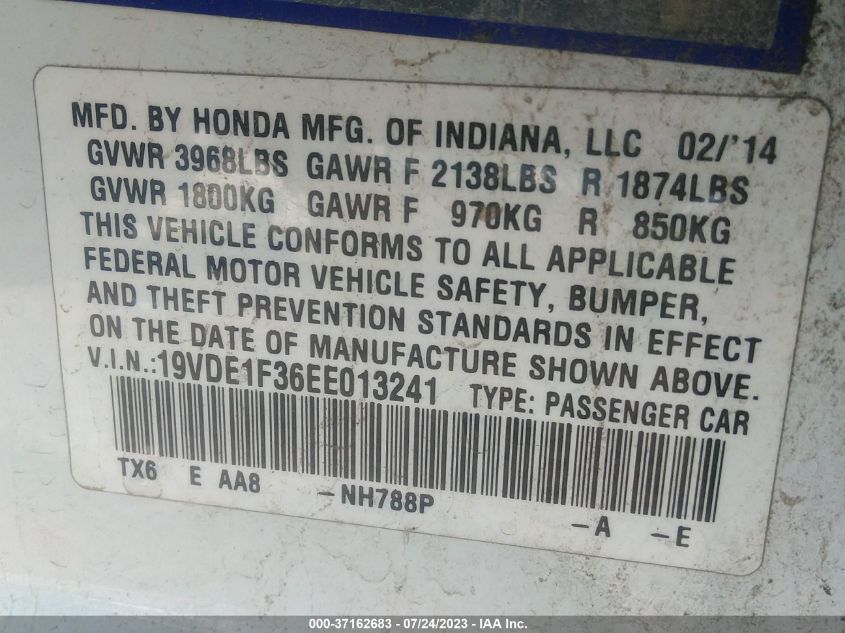 MFD. BY HONDA MFG. OF INDIANA, LLC 02/'14
GVWR 3968LBS GAWR F 2138LBS R 1874LBS
GVWR 1800KG GAWR F 970KG R 850KG
THIS VEHICLE CONFORMS TO ALL APPLICABLE
FEDERAL MOTOR VEHICLE SAFETY, BUMPER,
AND THEFT PREVENTION STANDARDS IN EFFECT
ON THE DATE OF MANUFACTURE SHOWN ABOVE.
V.I.N.:19VDE1F36EE013241 TYPE: PASSENGER CAR
TX6 E AA8 -NH788P -A -E
000-37162683 / 07/24/2023 - IAA Inc.